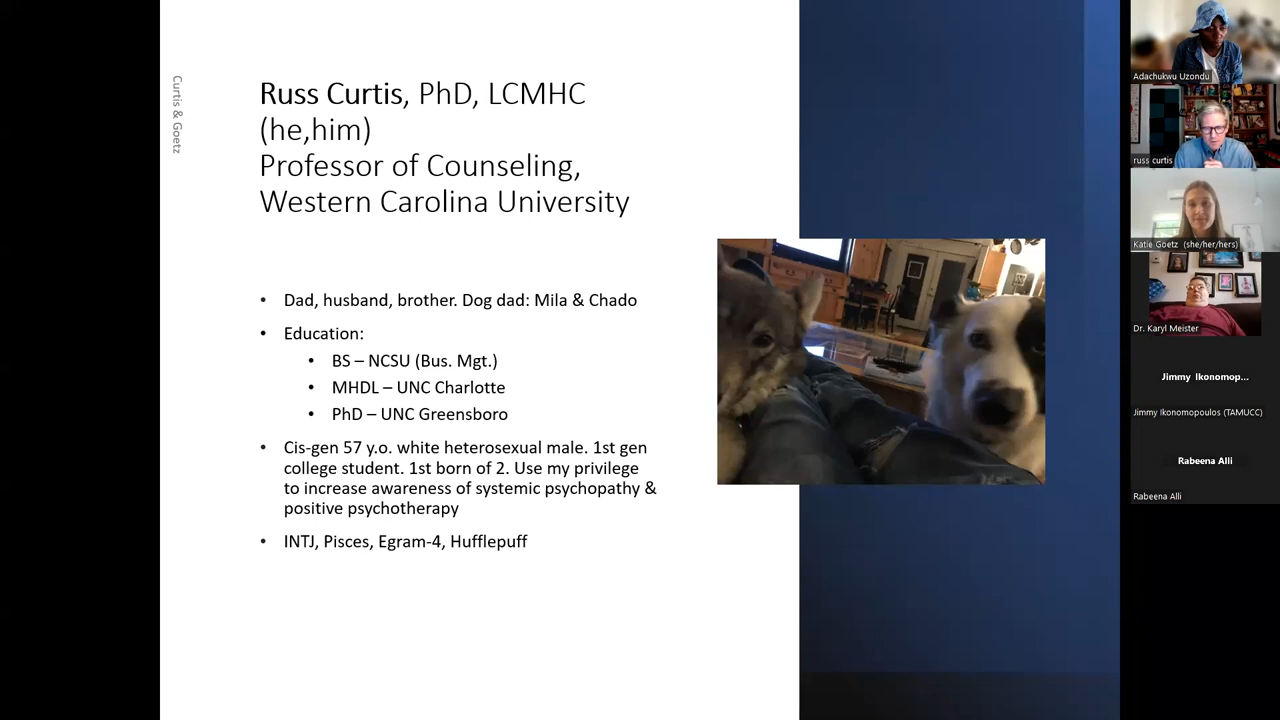 Curtis & Goetz
Russ Curtis, PhD, LCMHC
(he,him)
Professor of Counseling,
Western Carolina University
• Dad, husband, brother. Dog dad: Mila & Chado
• Education:
• BS – NCSU (Bus. Mgt.)
• MHDL – UNC Charlotte
• PhD – UNC Greensboro
• Cis-gen 57 y.o. white heterosexual male. 1st gen
college student. 1st born of 2. Use my privilege
to increase awareness of systemic psychopathy &
positive psychotherapy
• INTJ, Pisces, Egram-4, Hufflepuff
Adachukwu Uzondu
russ curtis
Katie Goetz (she/her/hers)
Dr. Karyl Meister
Jimmy Ikonomop...
Jimmy Ikonomopoulos (TAMUCC)
Rabeena Alli
Rabeena Alli